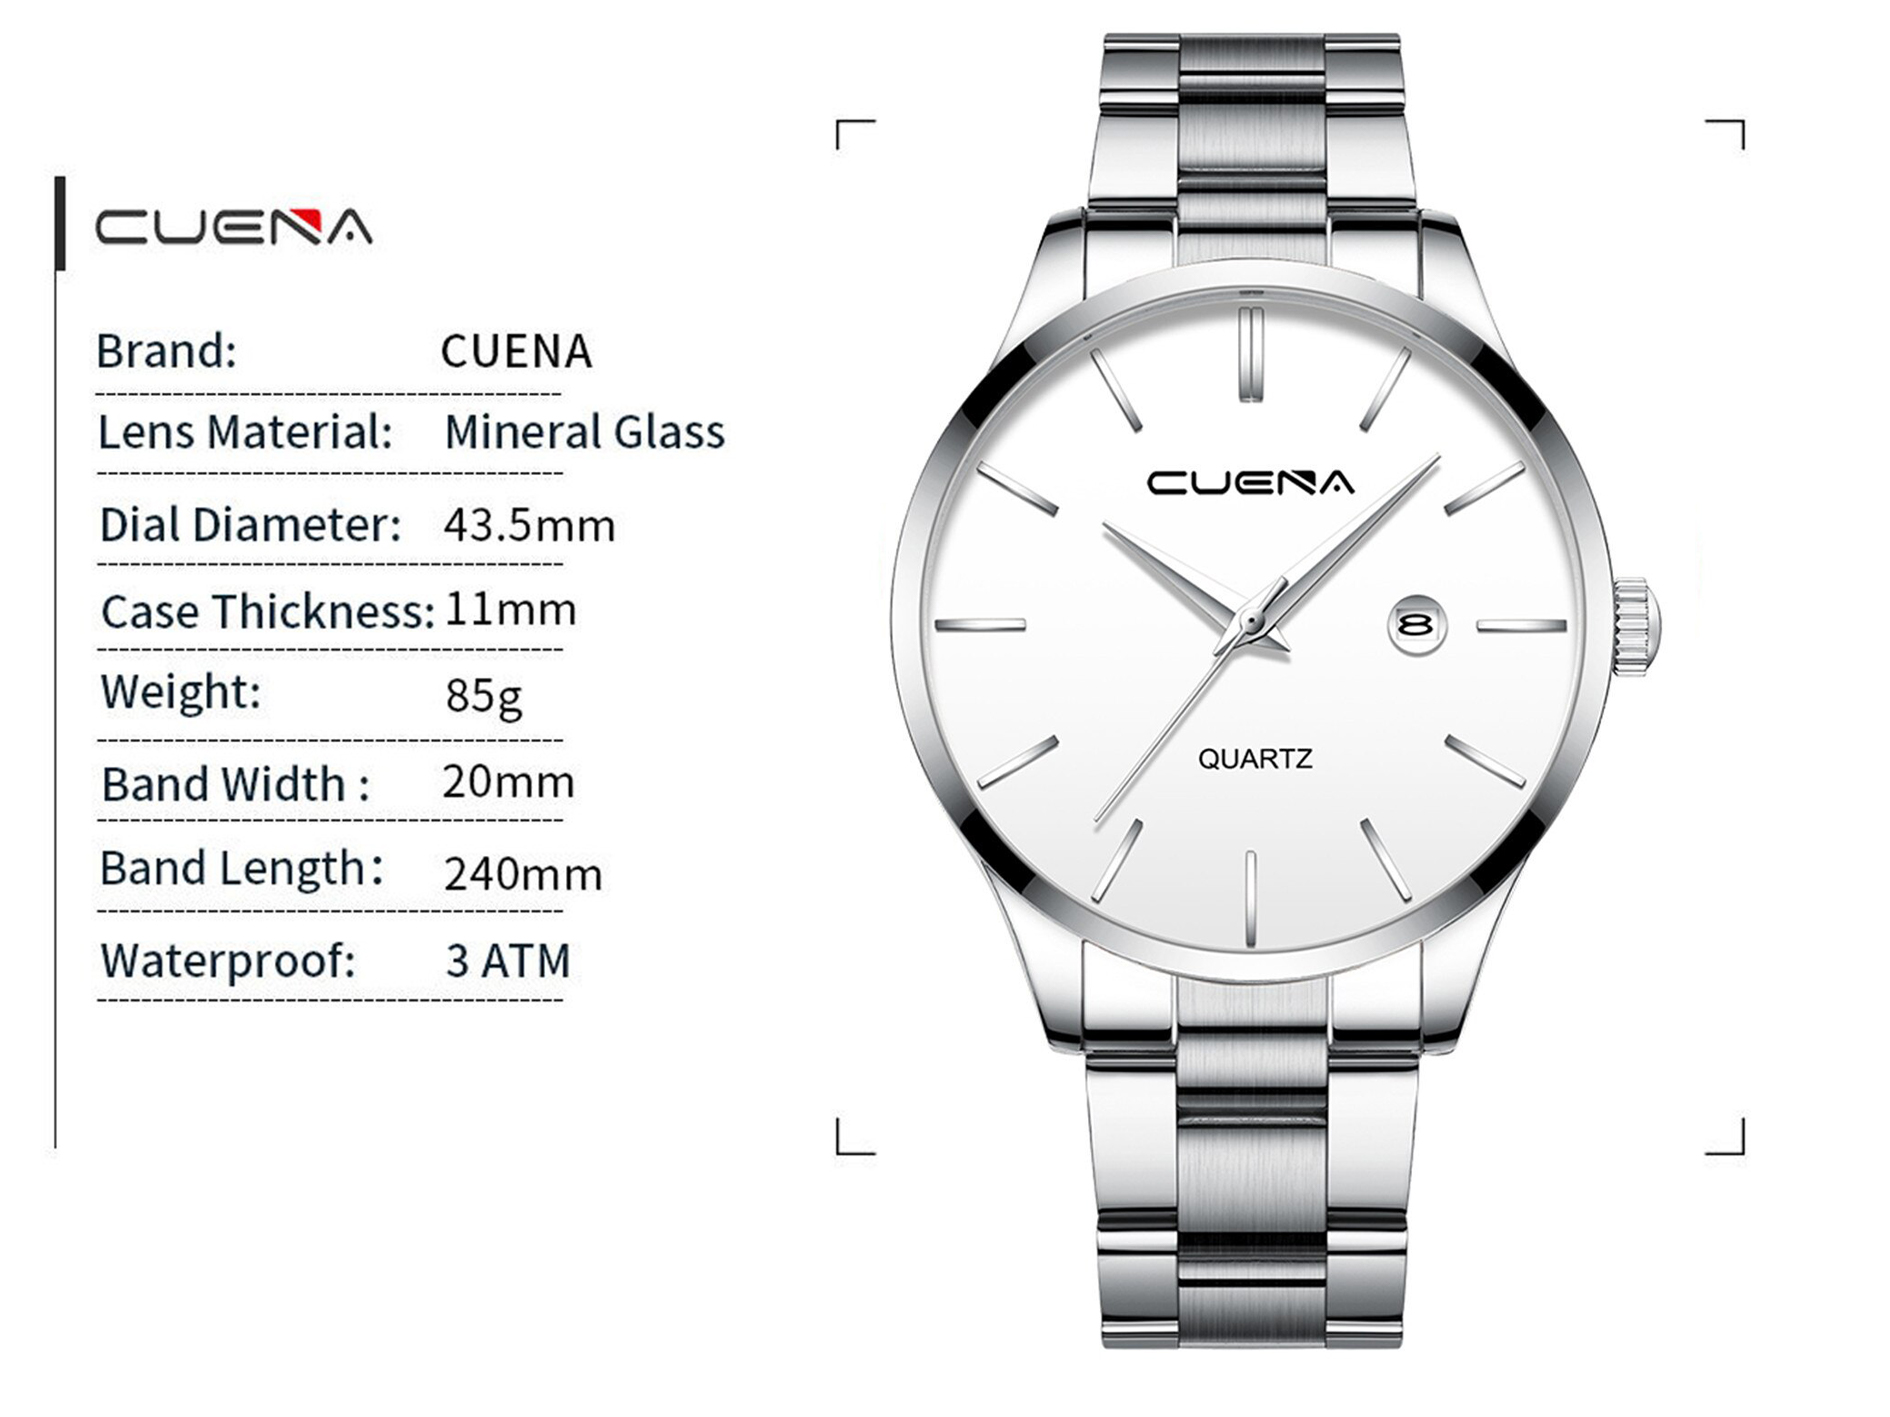 CUENA
Brand: CUENA
Lens Material: Mineral Glass
Dial Diameter: 43.5mm
Case Thickness: 11mm
Weight: 85g
Band Width : 20mm
Band Length: 240mm
Waterproof: 3 ATM
CUENA
8
QUARTZ